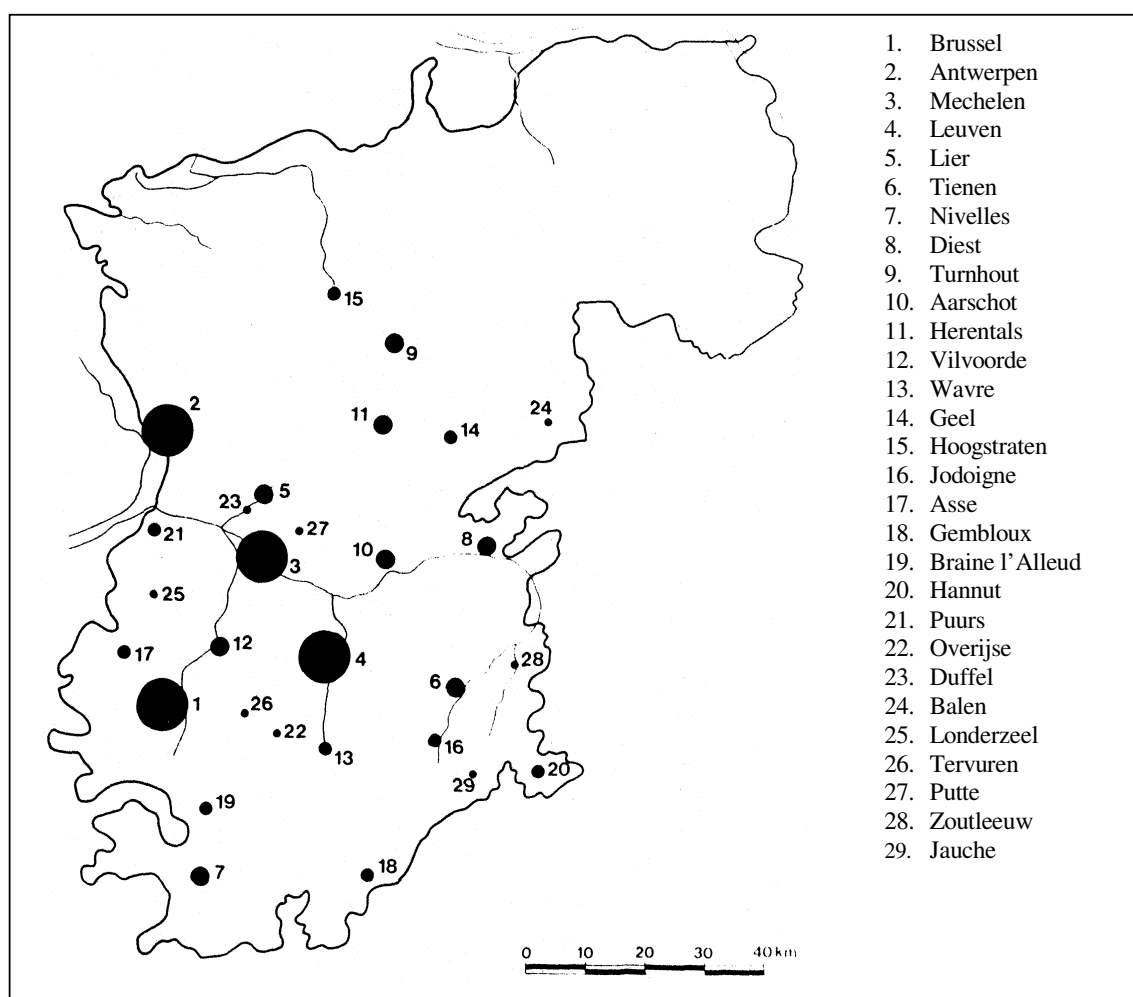 1. Brussel
2. Antwerpen
3. Mechelen
4. Leuven
5. Lier
6. Tienen
7. Nivelles
8. Diest
9. Turnhout
10. Aarschot
11. Herentals
12. Vilvoorde
13. Wavre
14. Geel
15. Hoogstraten
16. Jodoigne
17. Asse
18. Gembloux
19. Braine l'Alleud
20. Hannut
21. Puurs
22. Overijse
23. Duffel
24. Balen
25. Londerzeel
26. Tervuren
27. Putte
28. Zoutleeuw
29. Jauche
15
9
2
11
14
24
5
23
27
21
3
10
8
25
12
17
4
28
6
1
26
22
13
16
29
20
19
7
18
0 10 20 30 40 km